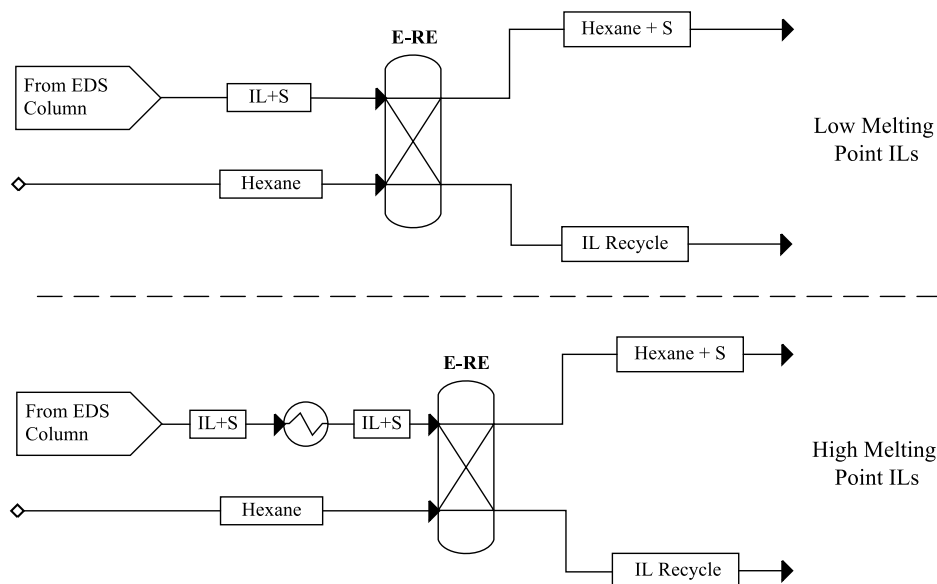 E-RE
Hexane + S
From EDS
Column
IL+S
Low Melting
Point ILs
Hexane
IL Recycle
E-RE
Hexane + S
From EDS
Column
IL+S
IL+S
High Melting
Point ILs
Hexane
IL Recycle